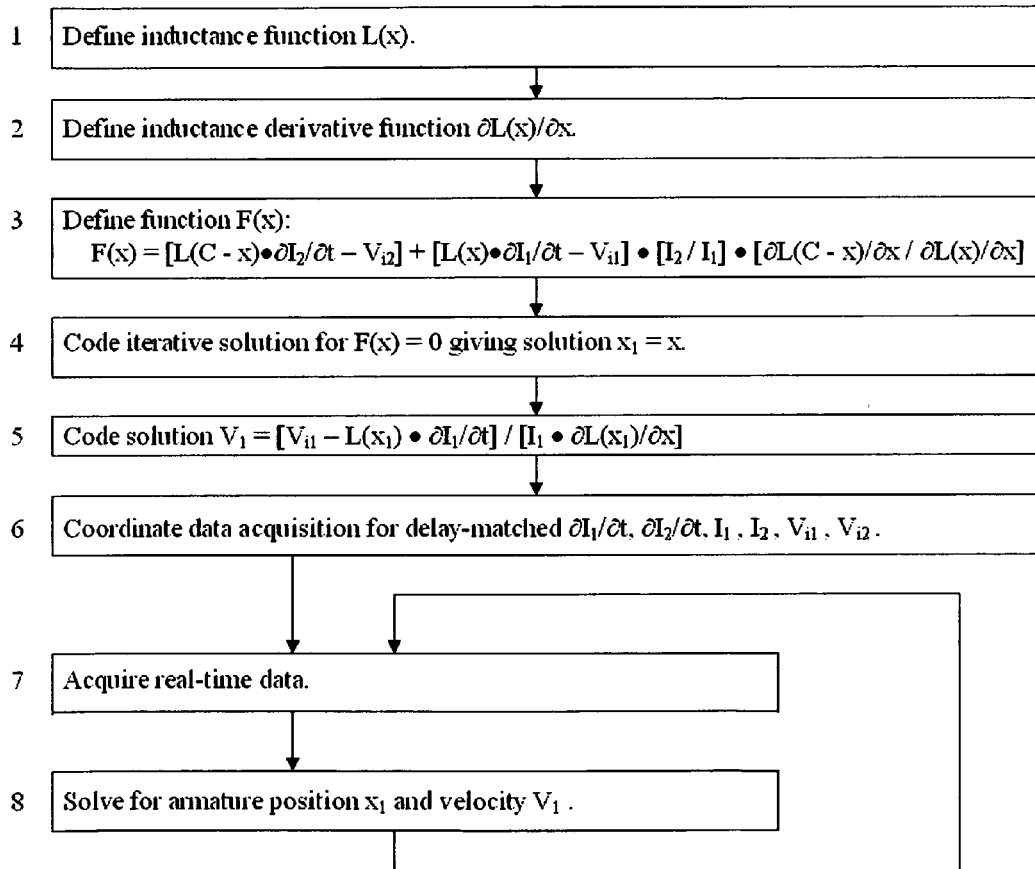 1 Define inductance function L(x).
2 Define inductance derivative function ∂L(x)/∂x.
3 Define function F(x):
F(x) = [L(C - x)•∂I₂/∂t – Vᵢ₂] + [L(x)•∂I₁/∂t – Vᵢ₁] • [I₂ / I₁] • [∂L(C - x)/∂x / ∂L(x)/∂x]
4 Code iterative solution for F(x) = 0 giving solution x₁ = x.
5 Code solution V₁ = [Vᵢ₁ – L(x₁) • ∂I₁/∂t] / [I₁ • ∂L(x₁)/∂x]
6 Coordinate data acquisition for delay-matched ∂I₁/∂t, ∂I₂/∂t, I₁ , I₂ , Vᵢ₁ , Vᵢ₂ .
7 Acquire real-time data.
8 Solve for armature position x₁ and velocity V₁ .